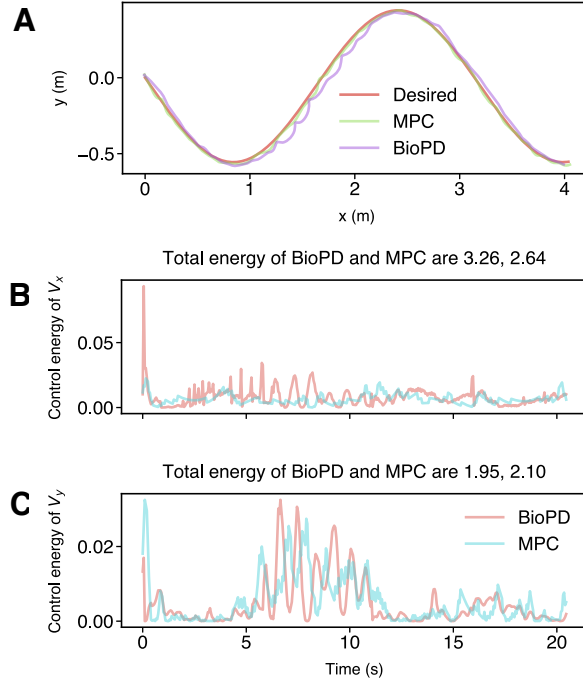 A
y (m)
0.0
−0.5
Desired
MPC
BioPD
0
1
2
3
4
x (m)
Total energy of BioPD and MPC are 3.26, 2.64
B
Control energy of Vx
0.05
0.00
Total energy of BioPD and MPC are 1.95, 2.10
C
Control energy of Vy
0.02
0.00
BioPD
MPC
0
5
10
15
20
Time (s)